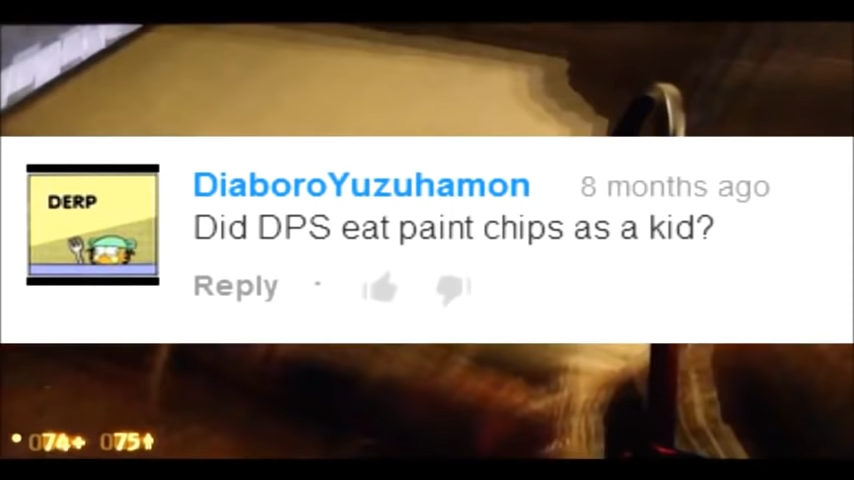 DERP
DiaboroYuzuhamon 8 months ago
Did DPS eat paint chips as a kid?
Reply ·
074+ 075